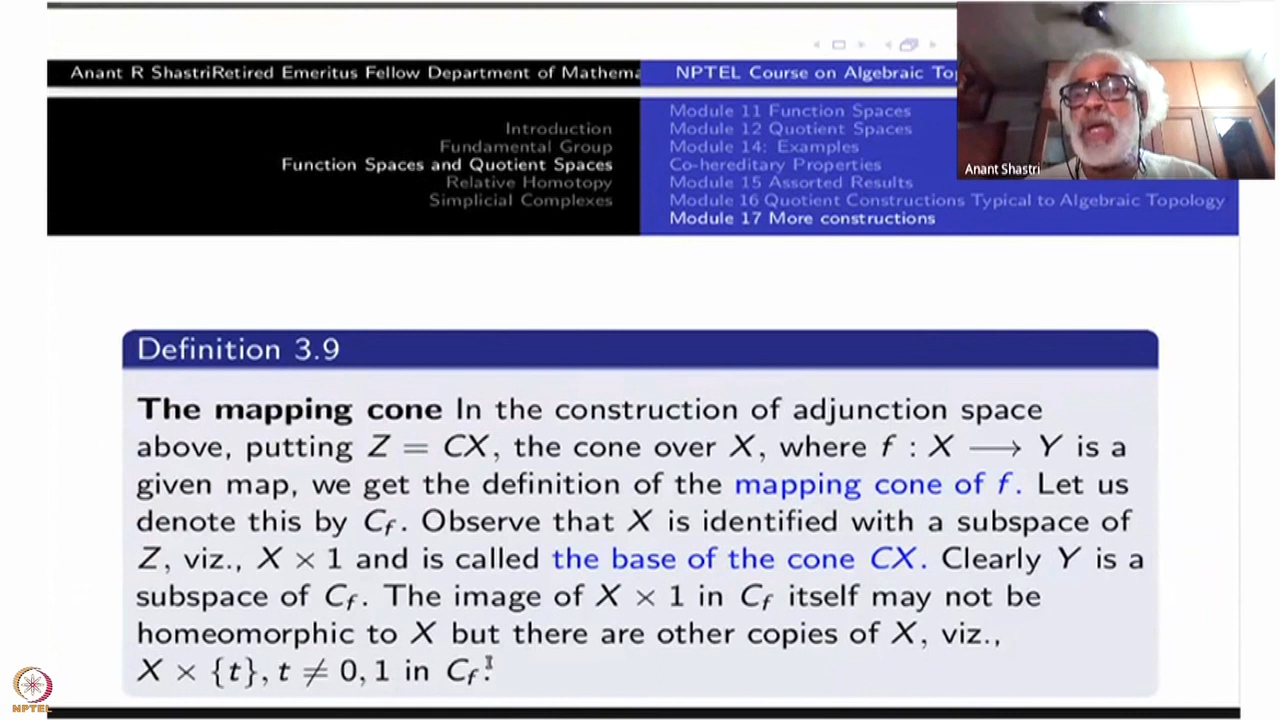 Anant R ShastriRetired Emeritus Fellow Department of Mathema
NPTEL Course on Algebraic Top
Introduction
Fundamental Group
Function Spaces and Quotient Spaces
Relative Homotopy
Simplicial Complexes
Module 11 Function Spaces
Module 12 Quotient Spaces
Module 14: Examples
Co-hereditary Properties
Module 15 Assorted Results
Module 16 Quotient Constructions Typical to Algebraic Topology
Module 17 More constructions
Anant Shastri
Definition 3.9
The mapping cone In the construction of adjunction space
above, putting Z = CX, the cone over X, where f : X ⟶ Y is a
given map, we get the definition of the mapping cone of f. Let us
denote this by C_f. Observe that X is identified with a subspace of
Z, viz., X × 1 and is called the base of the cone CX. Clearly Y is a
subspace of C_f. The image of X × 1 in C_f itself may not be
homeomorphic to X but there are other copies of X, viz.,
X × {t}, t ≠ 0, 1 in C_f.
NPTEL